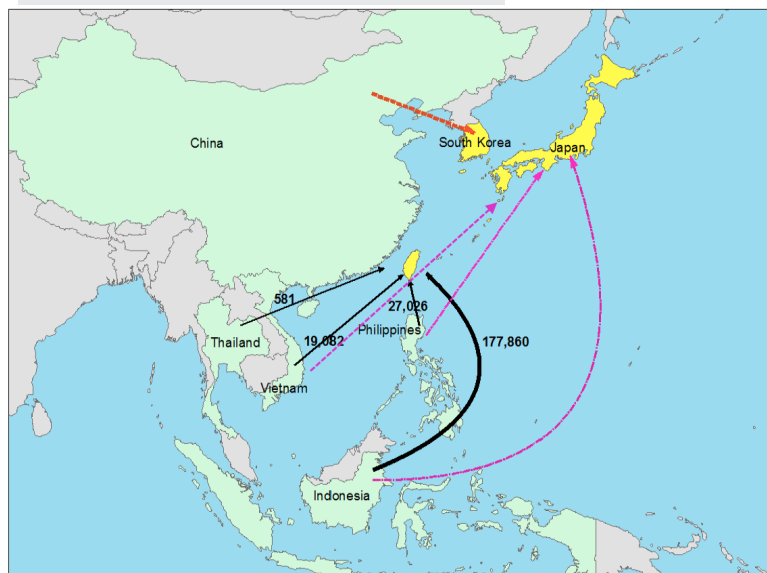 China
South Korea
Japan
581
27,026
Philippines
Thailand
19,082
177,860
Vietnam
Indonesia